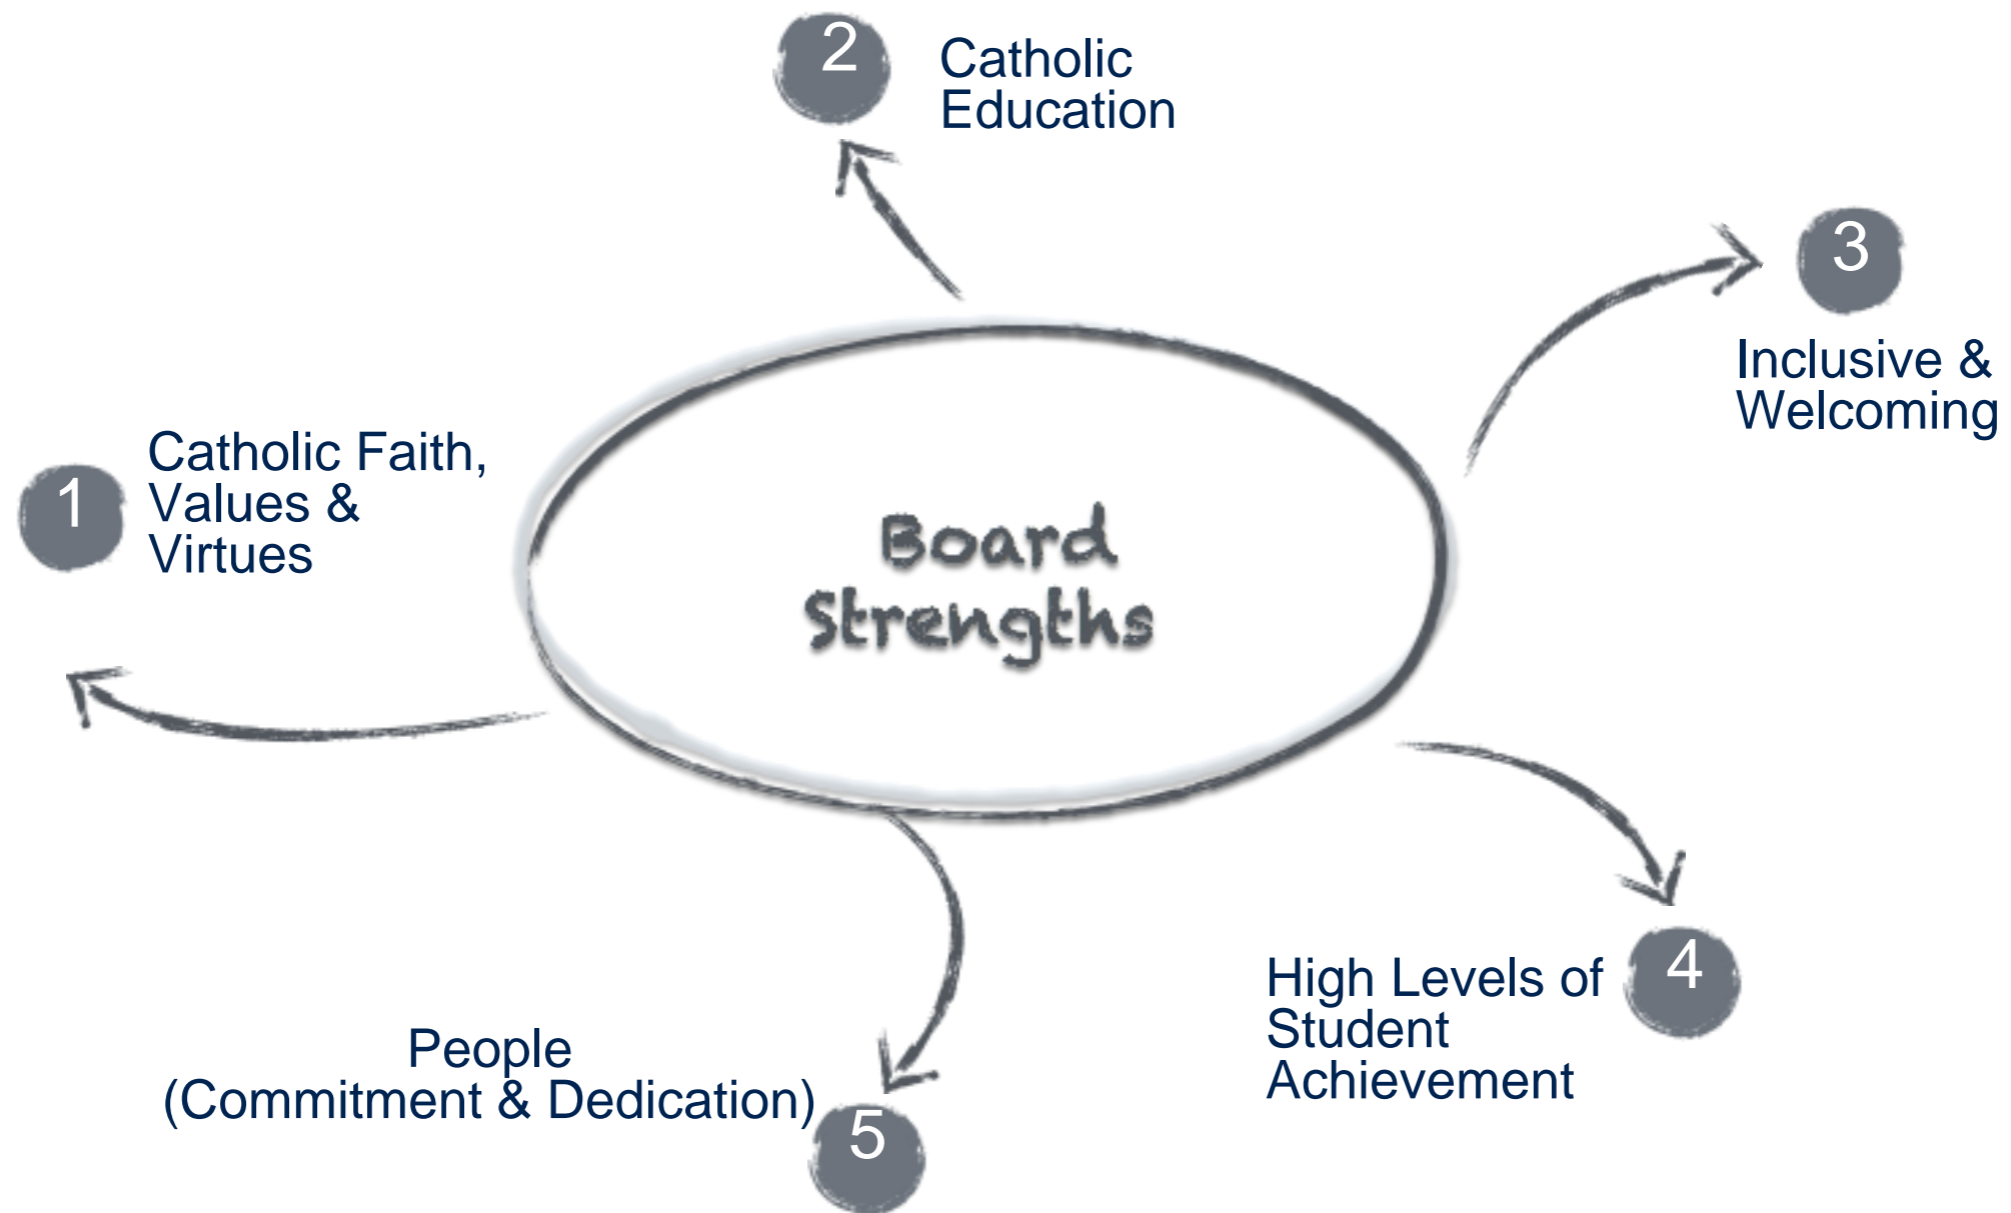 2
Catholic
Education
3
Inclusive &
Welcoming
1
Catholic Faith,
Values &
Virtues
Board
Strengths
4
High Levels of
Student
Achievement
People
(Commitment & Dedication)
5